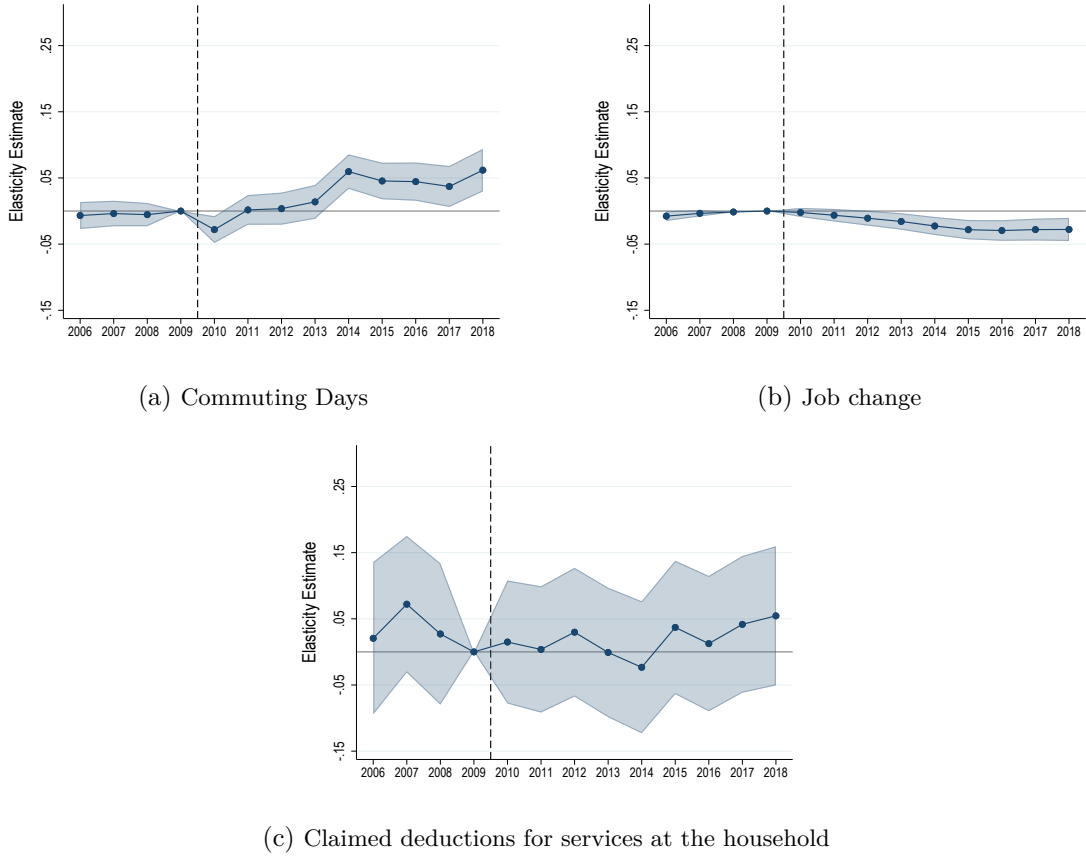 Elasticity Estimate
.25
.15
.05
-.05
-.15
2006 2007 2008 2009 2010 2011 2012 2013 2014 2015 2016 2017 2018
(a) Commuting Days
Elasticity Estimate
.25
.15
.05
-.05
-.15
2006 2007 2008 2009 2010 2011 2012 2013 2014 2015 2016 2017 2018
(b) Job change
Elasticity Estimate
.25
.15
.05
-.05
-.15
2006 2007 2008 2009 2010 2011 2012 2013 2014 2015 2016 2017 2018
(c) Claimed deductions for services at the household